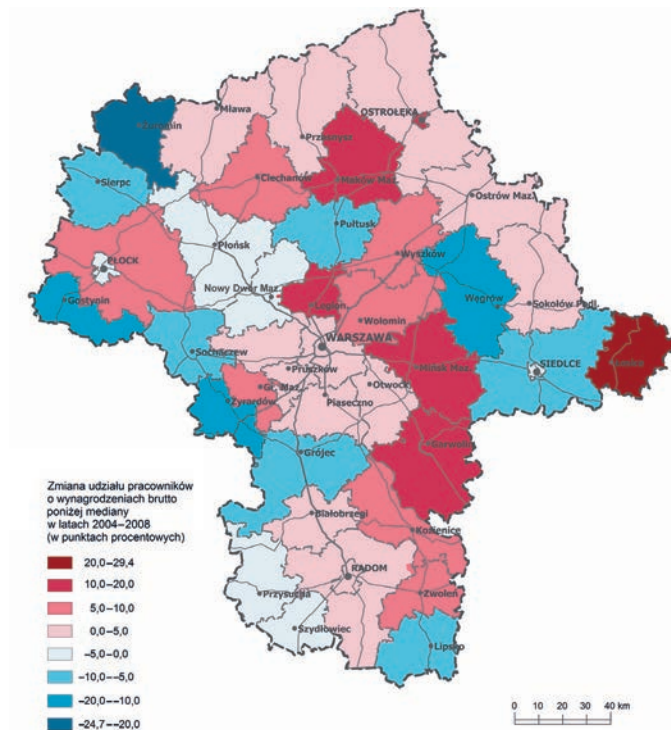 Mława
OSTROŁĘKA
Żuromin
Przasnysz
Ciechanów
Maków Maz.
Sierpc
Ostrów Maz.
Pułtusk
Płońsk
Wyszków
PŁOCK
Nowy Dwór Maz.
Węgrów
Gostynin
Legion.
Sokołów Podl.
Wołomin
WARSZAWA
Sochaczew
Mińsk Maz.
SIEDLCE
Łosice
Pruszków
Otwock
Gr. Maz.
Żyrardów
Piaseczno
Grójec
Garwolin
Zmiana udziału pracowników
o wynagrodzeniach brutto
poniżej mediany
w latach 2004–2008
(w punktach procentowych)
20,0–29,4
10,0–20,0
5,0–10,0
0,0–5,0
–5,0–0,0
–10,0–-5,0
–20,0–-10,0
–24,7–-20,0
Białobrzegi
Kozienice
RADOM
Przysucha
Zwoleń
Szydłowiec
Lipsko
0 10 20 30 40 km